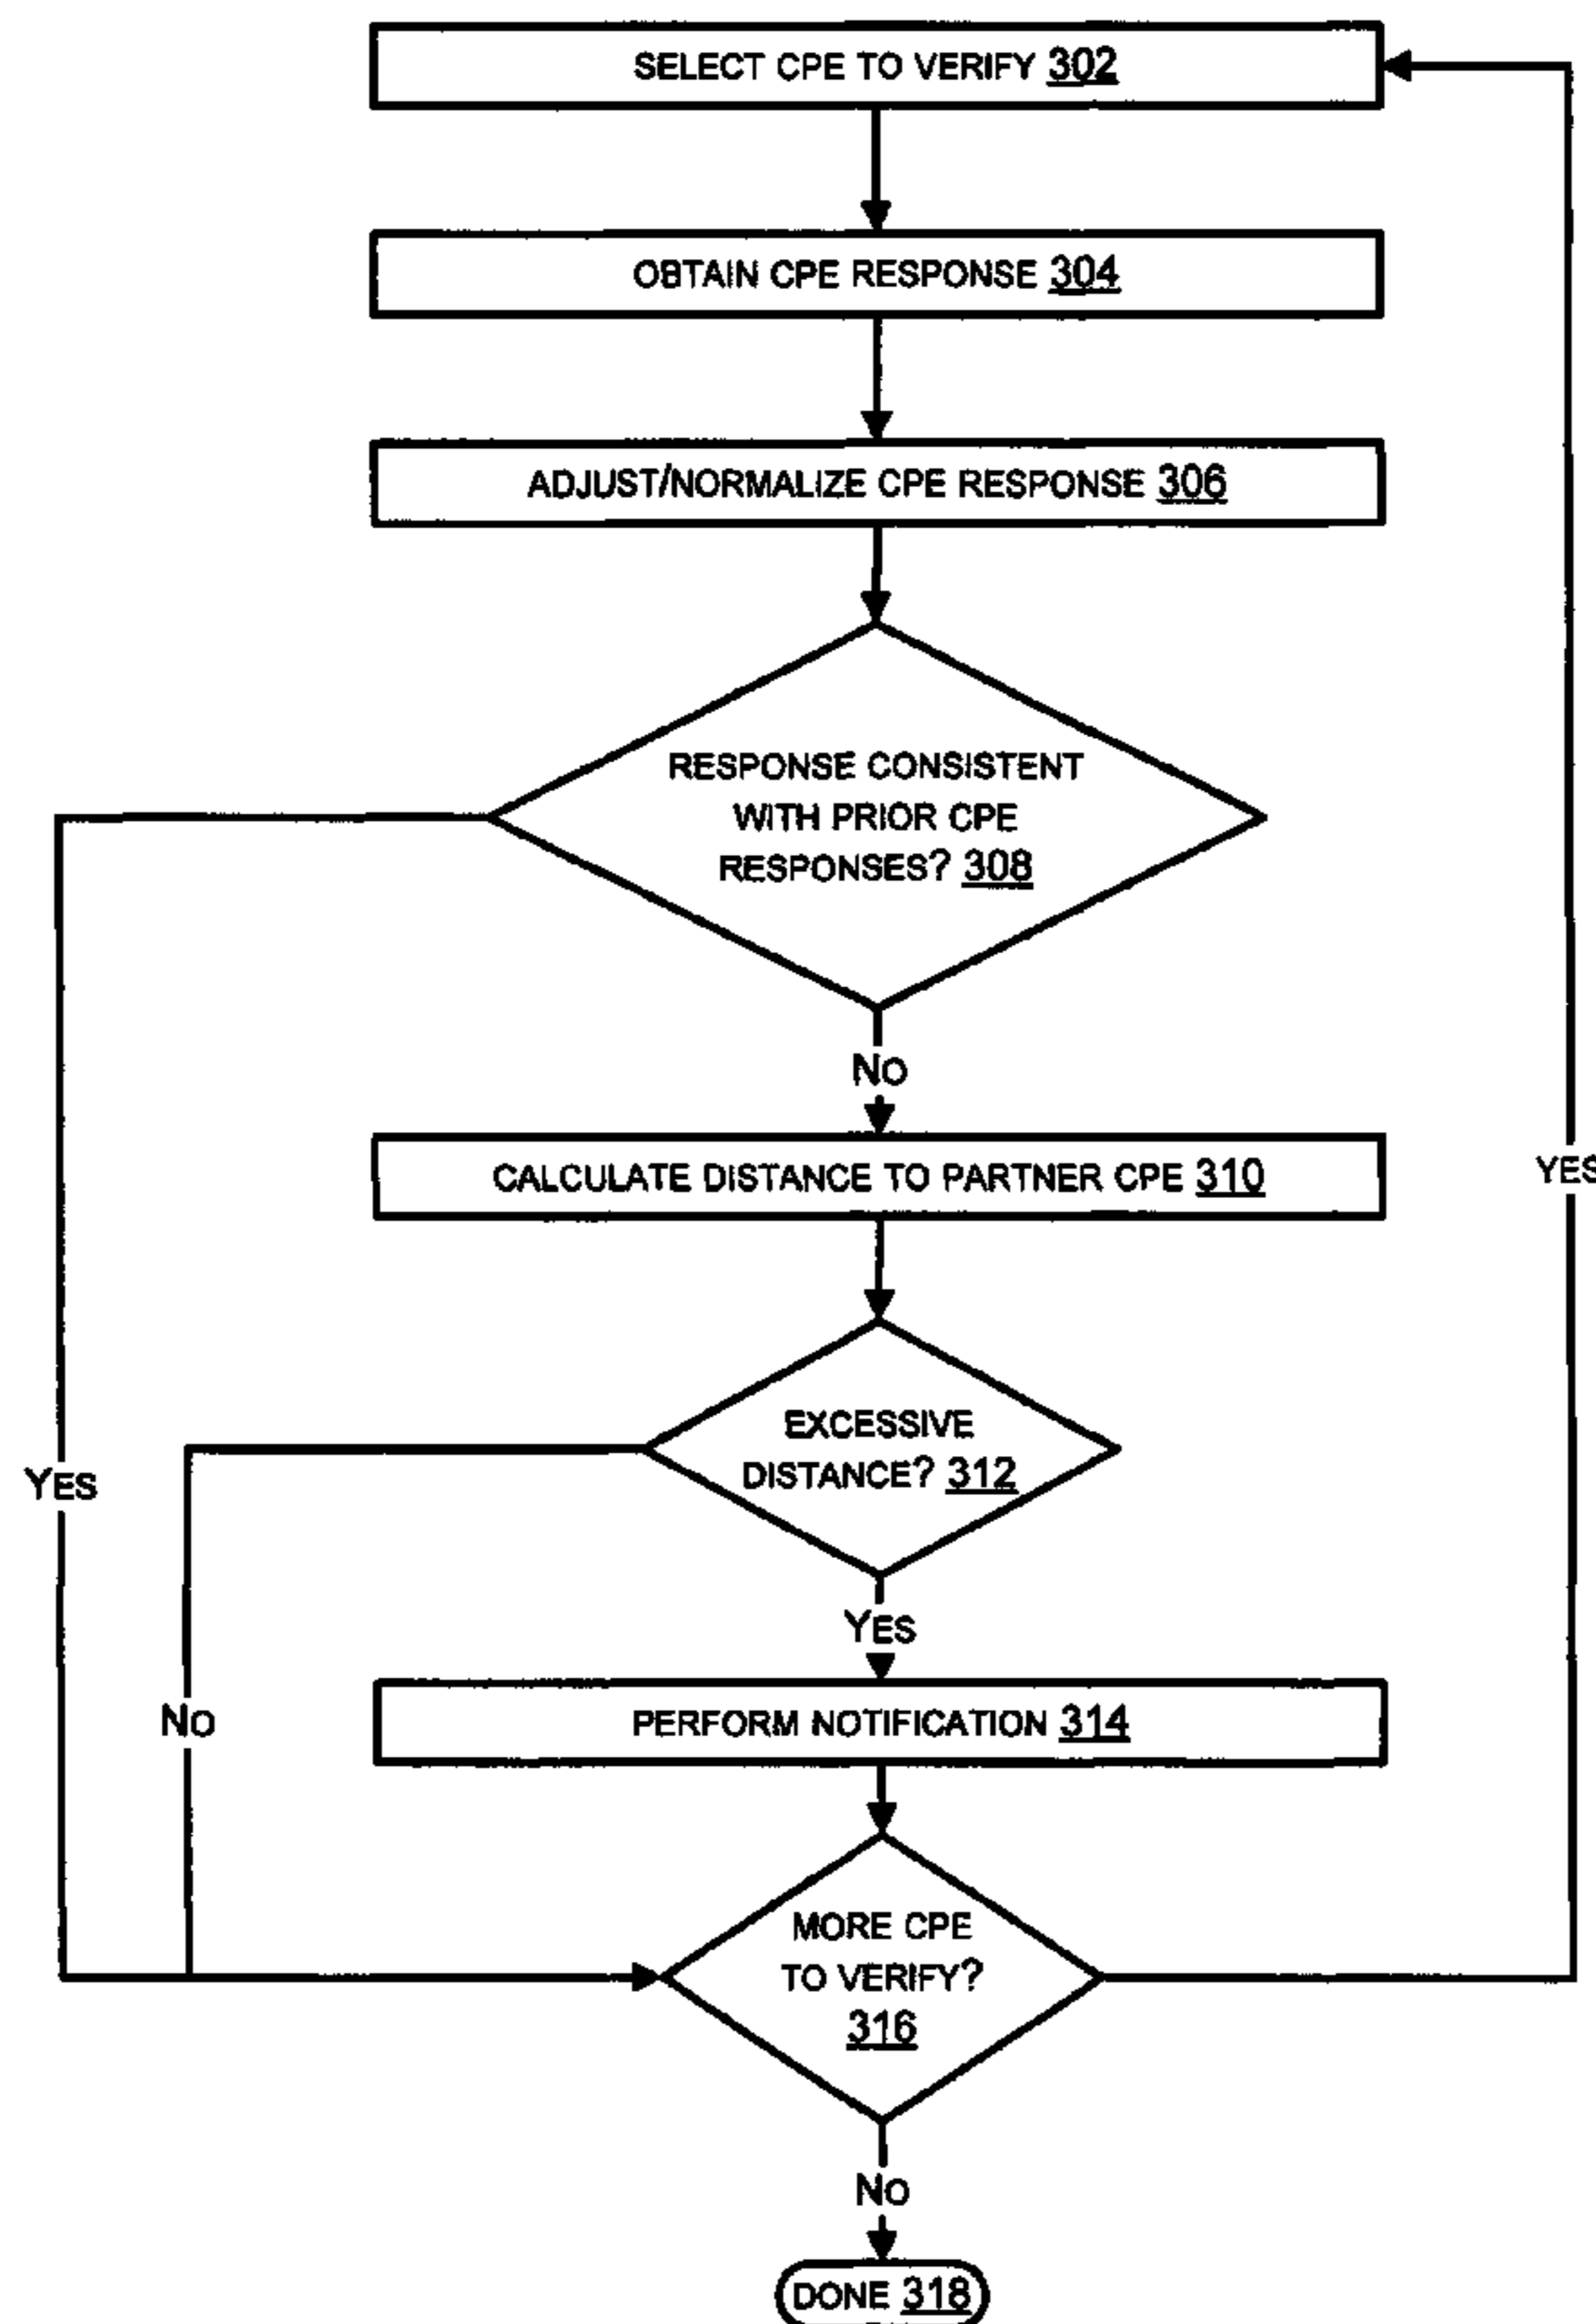 SELECT CPE TO VERIFY 302
OBTAIN CPE RESPONSE 304
ADJUST/NORMALIZE CPE RESPONSE 306
RESPONSE CONSISTENT
WITH PRIOR CPE
RESPONSES? 308
NO
CALCULATE DISTANCE TO PARTNER CPE 310
YES
EXCESSIVE
DISTANCE? 312
YES
YES
NO
PERFORM NOTIFICATION 314
MORE CPE
TO VERIFY?
316
NO
DONE 318